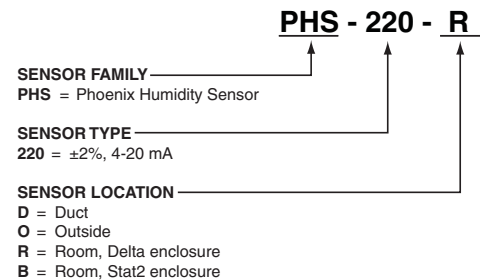 PHS - 220 - R
SENSOR FAMILY
PHS = Phoenix Humidity Sensor
SENSOR TYPE
220 = ±2%, 4-20 mA
SENSOR LOCATION
D = Duct
O = Outside
R = Room, Delta enclosure
B = Room, Stat2 enclosure